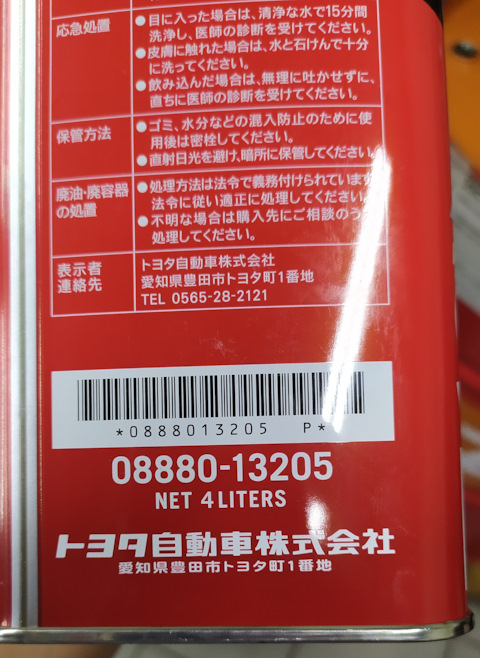 応急処置
●目に入った場合は、清浄な水で15分間
洗浄し、医師の診断を受けてください。
●皮膚に触れた場合は、水と石けんで十分
に洗ってください。
●飲み込んだ場合は、無理に吐かせずに、
直ちに医師の診断を受けてください。
保管方法
●ゴミ、水分などの混入防止のために使
用後は密栓してください。
●直射日光を避け、暗所に保管してください。
廃油・廃容器
の処置
●処理方法は法令で義務付けられています
法令に従い適正に処理してください。
●不明な場合は購入先にご相談のう
処理してください。
表示者
連絡先
トヨタ自動車株式会社
愛知県豊田市トヨタ町1番地
TEL 0565-28-2121
*0888013205 P*
08880-13205
NET 4 LITERS
トヨタ自動車株式会社
愛知県豊田市トヨタ町1番地